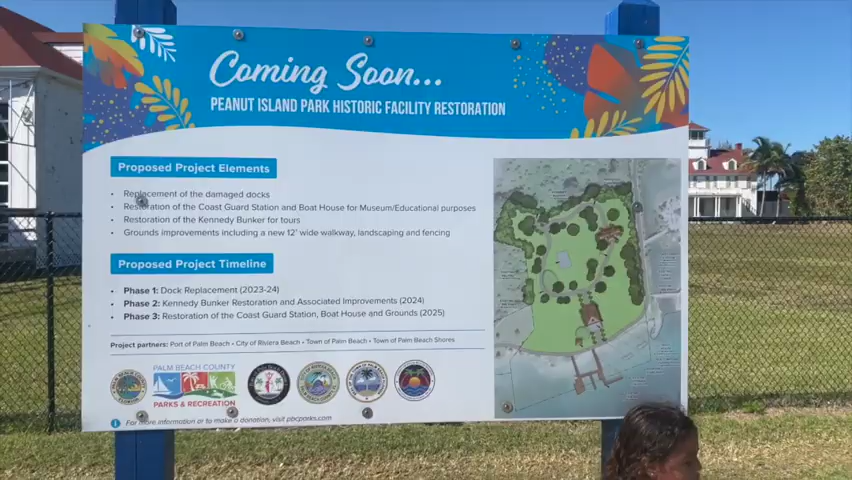 Coming Soon...
PEANUT ISLAND PARK HISTORIC FACILITY RESTORATION
Proposed Project Elements
• Replacement of the damaged docks
• Restoration of the Coast Guard Station and Boat House for Museum/Educational purposes
• Restoration of the Kennedy Bunker for tours
• Grounds improvements including a new 12' wide walkway, landscaping and fencing
Proposed Project Timeline
• Phase 1: Dock Replacement (2023-24)
• Phase 2: Kennedy Bunker Restoration and Associated Improvements (2024)
• Phase 3: Restoration of the Coast Guard Station, Boat House and Grounds (2025)
Project partners: Port of Palm Beach • City of Riviera Beach • Town of Palm Beach • Town of Palm Beach Shores
PALM BEACH COUNTY
PARKS & RECREATION
For more information or to make a donation, visit pbcparks.com